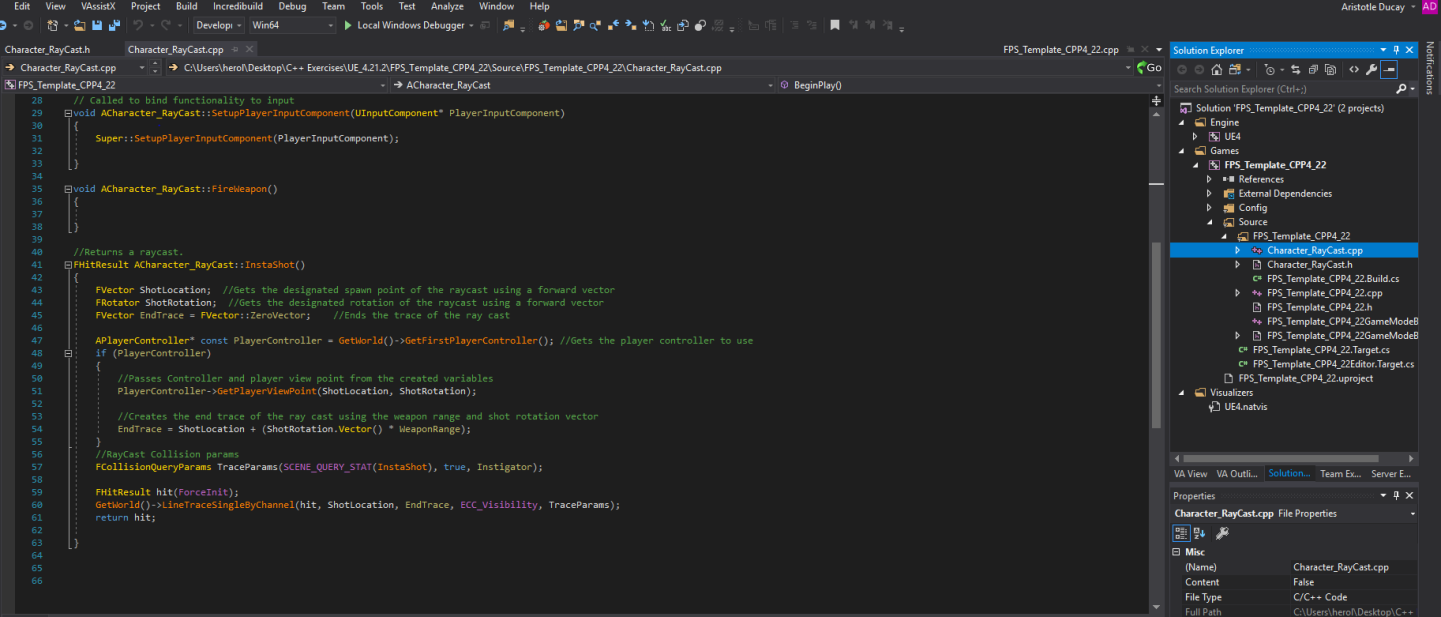 Edit View VAssistX Project Build Incredibuild Debug Team Tools Test Analyze Window Help Aristotle Ducay AD
Develop Win64 Local Windows Debugger
Character_RayCast.h Character_RayCast.cpp FPS_Template_CPP4_22.cpp
Character_RayCast.cpp C:\Users\herol\Desktop\C++ Exercises\UE_4.21.2\FPS_Template_CPP4_22\Source\FPS_Template_CPP4_22\Character_RayCast.cpp Go
FPS_Template_CPP4_22 ACharacter_RayCast BeginPlay()
28 // Called to bind functionality to input
29 void ACharacter_RayCast::SetupPlayerInputComponent(UInputComponent* PlayerInputComponent)
30 {
31 Super::SetupPlayerInputComponent(PlayerInputComponent);
32
33 }
34
35 void ACharacter_RayCast::FireWeapon()
36 {
37
38 }
39
40 //Returns a raycast.
41 FHitResult ACharacter_RayCast::InstaShot()
42 {
43 FVector ShotLocation; //Gets the designated spawn point of the raycast using a forward vector
44 FRotator ShotRotation; //Gets the designated rotation of the raycast using a forward vector
45 FVector EndTrace = FVector::ZeroVector; //Ends the trace of the ray cast
46
47 APlayerController* const PlayerController = GetWorld()->GetFirstPlayerController(); //Gets the player controller to use
48 if (PlayerController)
49 {
50 //Passes Controller and player view point from the created variables
51 PlayerController->GetPlayerViewPoint(ShotLocation, ShotRotation);
52
53 //Creates the end trace of the ray cast using the weapon range and shot rotation vector
54 EndTrace = ShotLocation + (ShotRotation.Vector() * WeaponRange);
55 }
56 //RayCast Collision params
57 FCollisionQueryParams TraceParams(SCENE_QUERY_STAT(InstaShot), true, Instigator);
58
59 FHitResult hit(ForceInit);
60 GetWorld()->LineTraceSingleByChannel(hit, ShotLocation, EndTrace, ECC_Visibility, TraceParams);
61 return hit;
62
63 }
64
65
66
Solution Explorer
Search Solution Explorer (Ctrl+;)
Solution 'FPS_Template_CPP4_22' (2 projects)
Engine
UE4
Games
FPS_Template_CPP4_22
References
External Dependencies
Config
Source
FPS_Template_CPP4_22
Character_RayCast.cpp
Character_RayCast.h
FPS_Template_CPP4_22.Build.cs
FPS_Template_CPP4_22.cpp
FPS_Template_CPP4_22.h
FPS_Template_CPP4_22GameModeB
FPS_Template_CPP4_22GameModeB
FPS_Template_CPP4_22.Target.cs
FPS_Template_CPP4_22Editor.Target.cs
FPS_Template_CPP4_22.uproject
Visualizers
UE4.natvis
VA View VA Outli... Solution... Team Ex... Server E...
Properties
Character_RayCast.cpp File Properties
Misc
(Name) Character_RayCast.cpp
Content False
File Type C/C++ Code
Full Path C:\Users\herol\Desktop\C++
Notifications